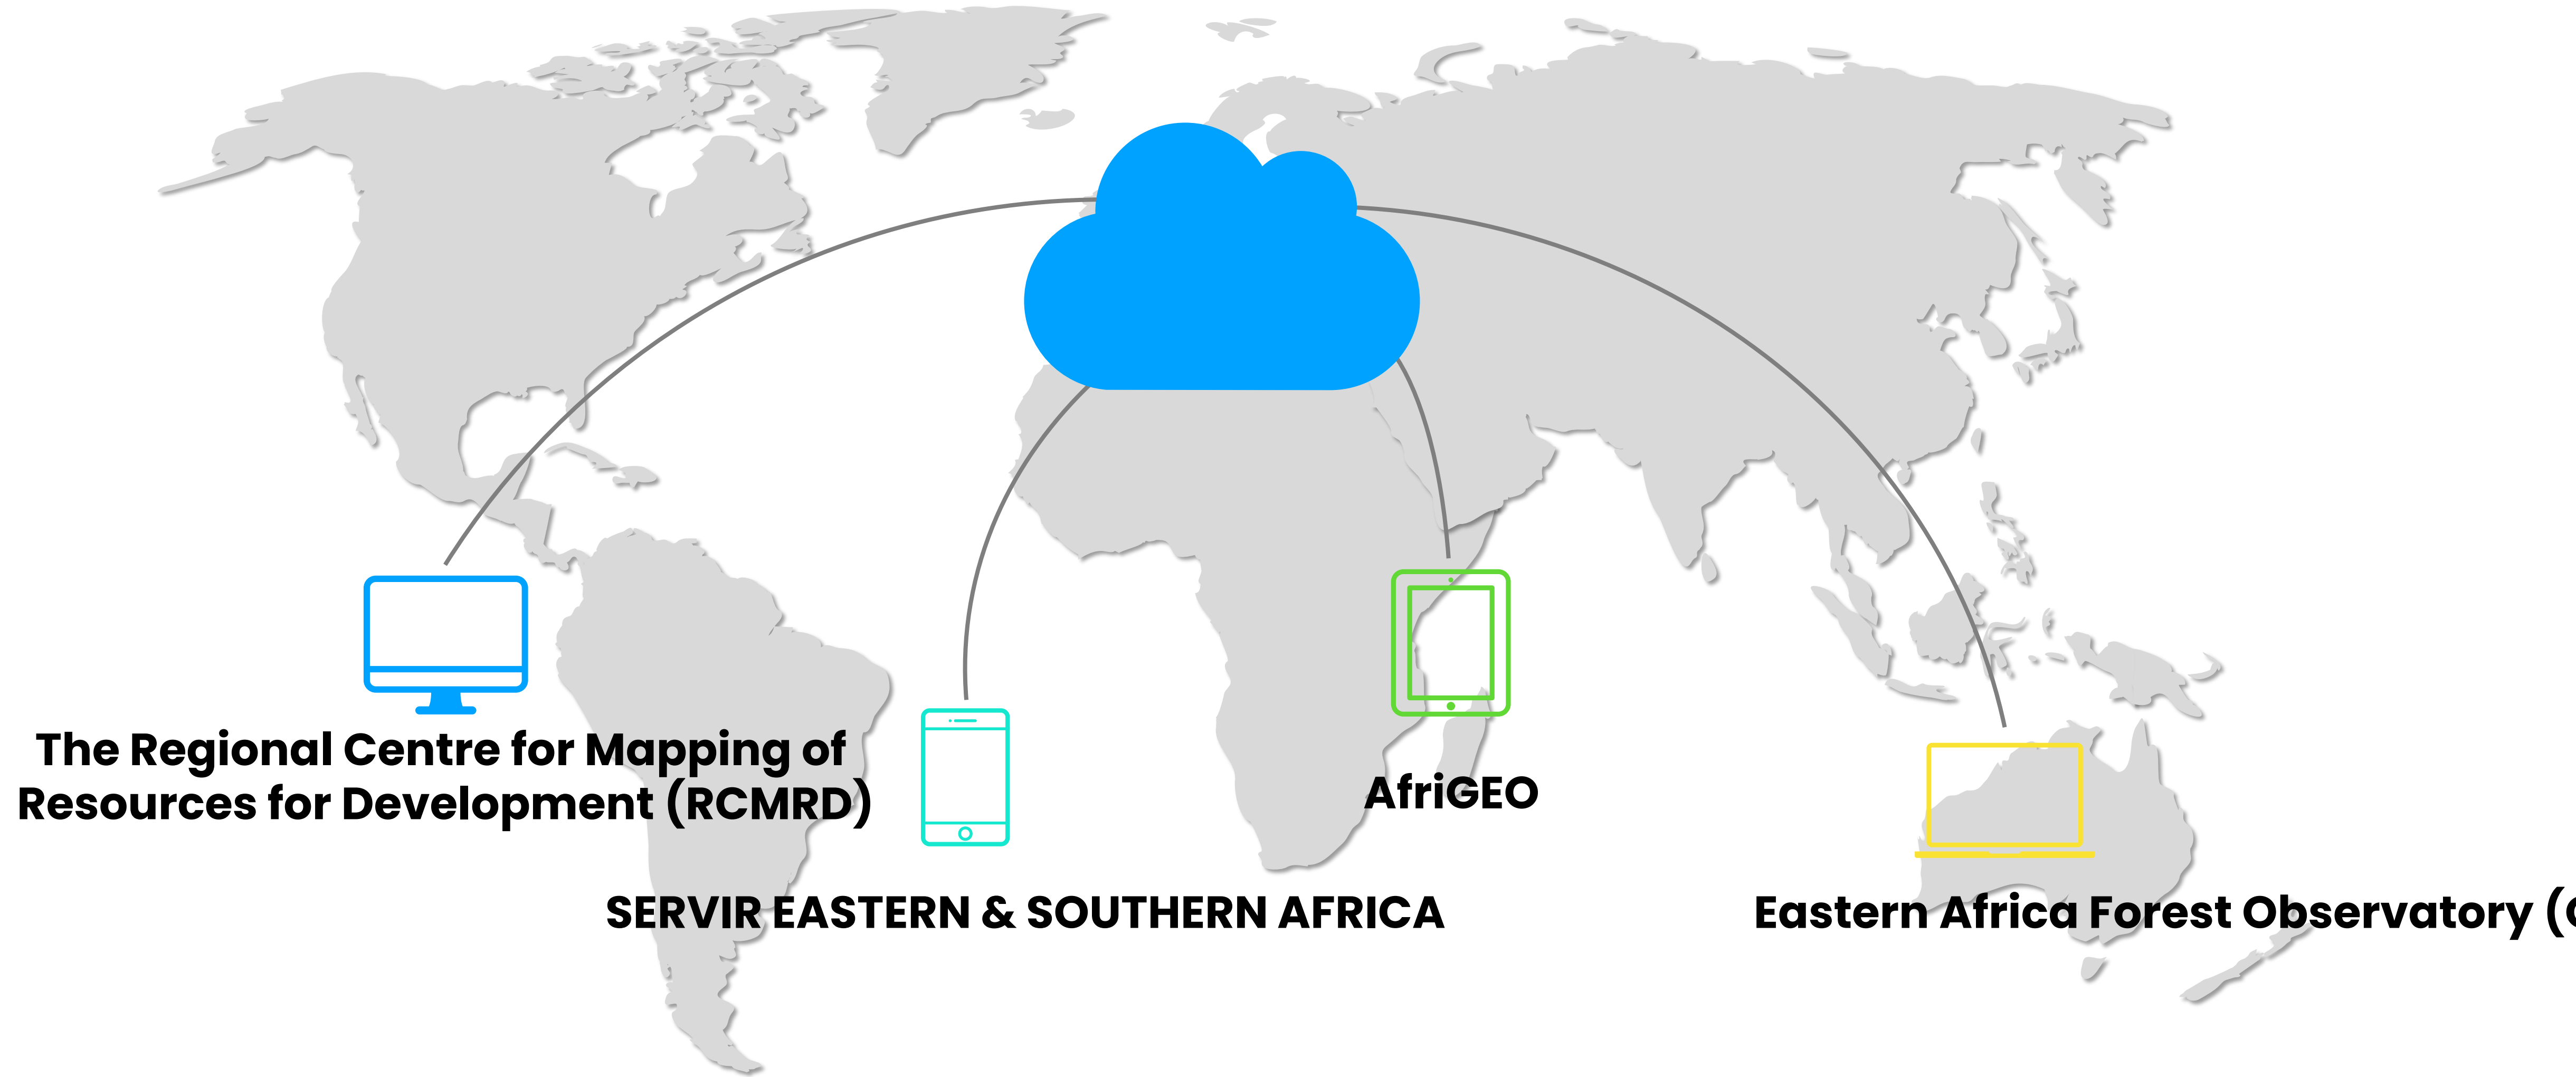 The Regional Centre for Mapping of
Resources for Development (RCMRD)
AfriGEO
SERVIR EASTERN & SOUTHERN AFRICA
Eastern Africa Forest Observatory (